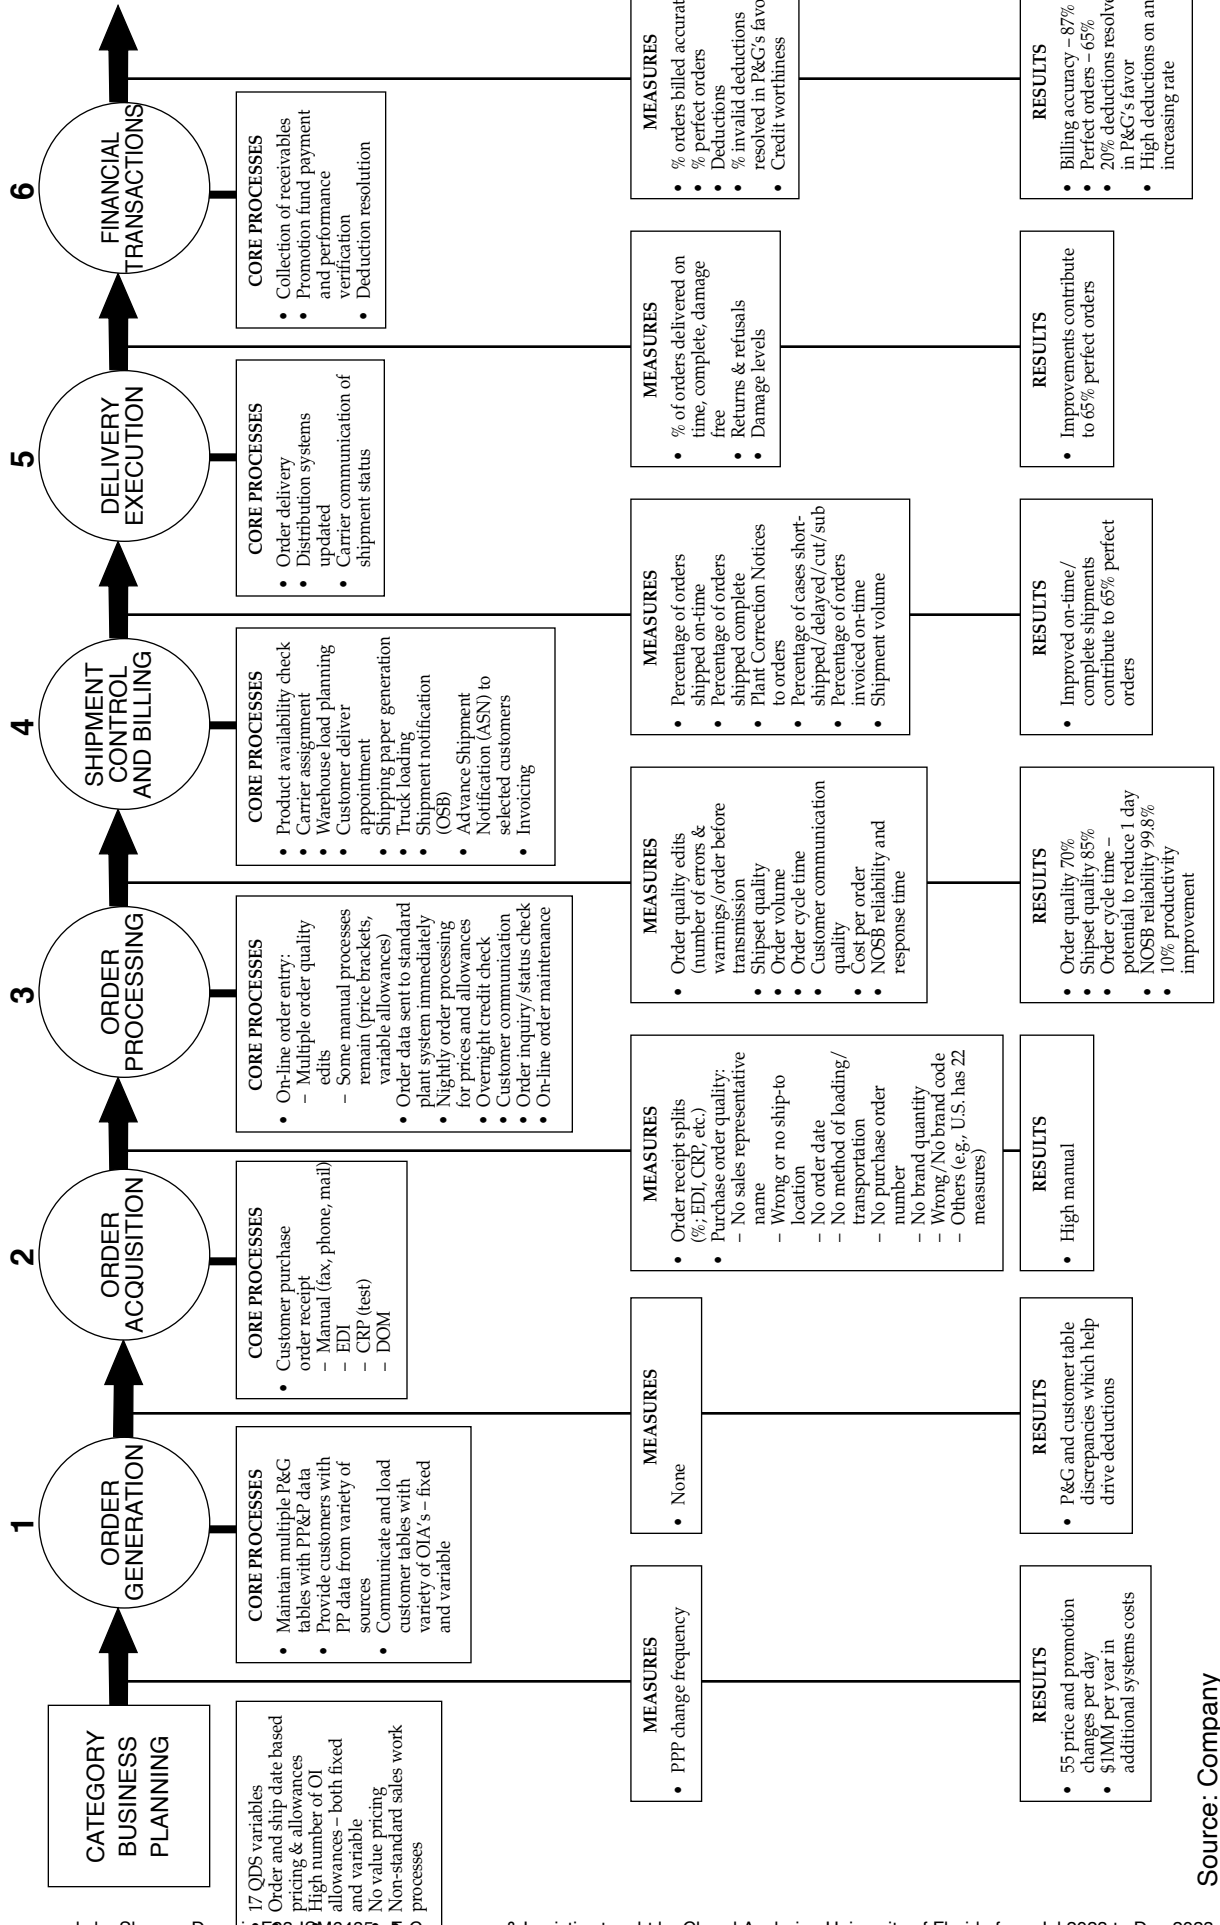 CATEGORY
BUSINESS
PLANNING
17 QDS variables
Order and ship date based
pricing & allowances
High number of OI
allowances – both fixed
and variable
No value pricing
Non-standard sales work
processes
MEASURES
• PPP change frequency
RESULTS
• 55 price and promotion
changes per day
• $1MM per year in
additional systems costs
1
ORDER
GENERATION
CORE PROCESSES
• Maintain multiple P&G
tables with PP&P data
• Provide customers with
PP data from variety of
sources
• Communicate and load
customer tables with
variety of OIA's – fixed
and variable
MEASURES
• None
RESULTS
• P&G and customer table
discrepancies which help
drive deductions
2
ORDER
ACQUISITION
CORE PROCESSES
• Customer purchase
order receipt
– Manual (fax, phone, mail)
– EDI
– CRP (test)
– DOM
MEASURES
• Order receipt splits
(%; EDI, CRP, etc.)
• Purchase order quality:
– No sales representative
name
– Wrong or no ship-to
location
– No order date
– No method of loading/
transportation
– No purchase order
number
– No brand quantity
– Wrong/No brand code
– Others (e.g., U.S. has 22
measures)
RESULTS
• High manual
3
ORDER
PROCESSING
CORE PROCESSES
• On-line order entry:
– Multiple order quality
edits
– Some manual processes
remain (price brackets,
variable allowances)
• Order data sent to standard
plant system immediately
• Nightly order processing
for prices and allowances
• Overnight credit check
• Customer communication
• Order inquiry/status check
• On-line order maintenance
MEASURES
• Order quality edits
(number of errors &
warnings/order before
transmission
• Shipset quality
• Order volume
• Order cycle time
• Customer communication
quality
• Cost per order
• NOSB reliability and
response time
RESULTS
• Order quality 70%
• Shipset quality 85%
• Order cycle time –
potential to reduce 1 day
• NOSB reliability 99.8%
• 10% productivity
improvement
4
SHIPMENT
CONTROL
AND BILLING
CORE PROCESSES
• Product availability check
• Carrier assignment
• Warehouse load planning
• Customer deliver
appointment
• Shipping paper generation
• Truck loading
• Shipment notification
(OSB)
• Advance Shipment
Notification (ASN) to
selected customers
• Invoicing
MEASURES
• Percentage of orders
shipped on-time
• Percentage of orders
shipped complete
• Plant Correction Notices
to orders
• Percentage of cases short-
shipped/delayed/cut/sub
• Percentage of orders
invoiced on-time
• Shipment volume
RESULTS
• Improved on-time/
complete shipments
contribute to 65% perfect
orders
5
DELIVERY
EXECUTION
CORE PROCESSES
• Order delivery
• Distribution systems
updated
• Carrier communication of
shipment status
MEASURES
• % of orders delivered on
time, complete, damage
free
• Returns & refusals
• Damage levels
RESULTS
• Improvements contribute
to 65% perfect orders
6
FINANCIAL
TRANSACTIONS
CORE PROCESSES
• Collection of receivables
• Promotion fund payment
and performance
verification
• Deduction resolution
MEASURES
• % orders billed accurat
• % perfect orders
• Deductions
• % invalid deductions
resolved in P&G's favo
• Credit worthiness
RESULTS
• Billing accuracy – 87%
• Perfect orders – 65%
• 20% deductions resolve
in P&G's favor
• High deductions on an
increasing rate
Source: Company